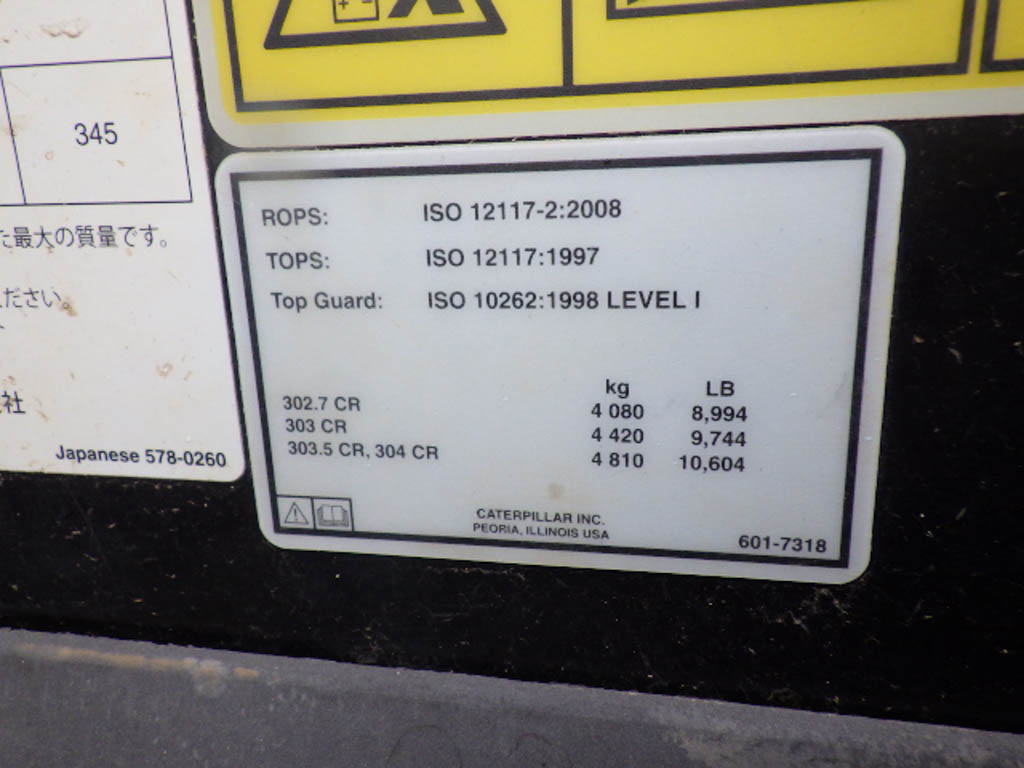 345
た最大の質量です。
ください。
社
Japanese 578-0260
ROPS: ISO 12117-2:2008
TOPS: ISO 12117:1997
Top Guard: ISO 10262:1998 LEVEL I
kg LB
302.7 CR 4 080 8,994
303 CR 4 420 9,744
303.5 CR, 304 CR 4 810 10,604
CATERPILLAR INC.
PEORIA, ILLINOIS USA
601-7318